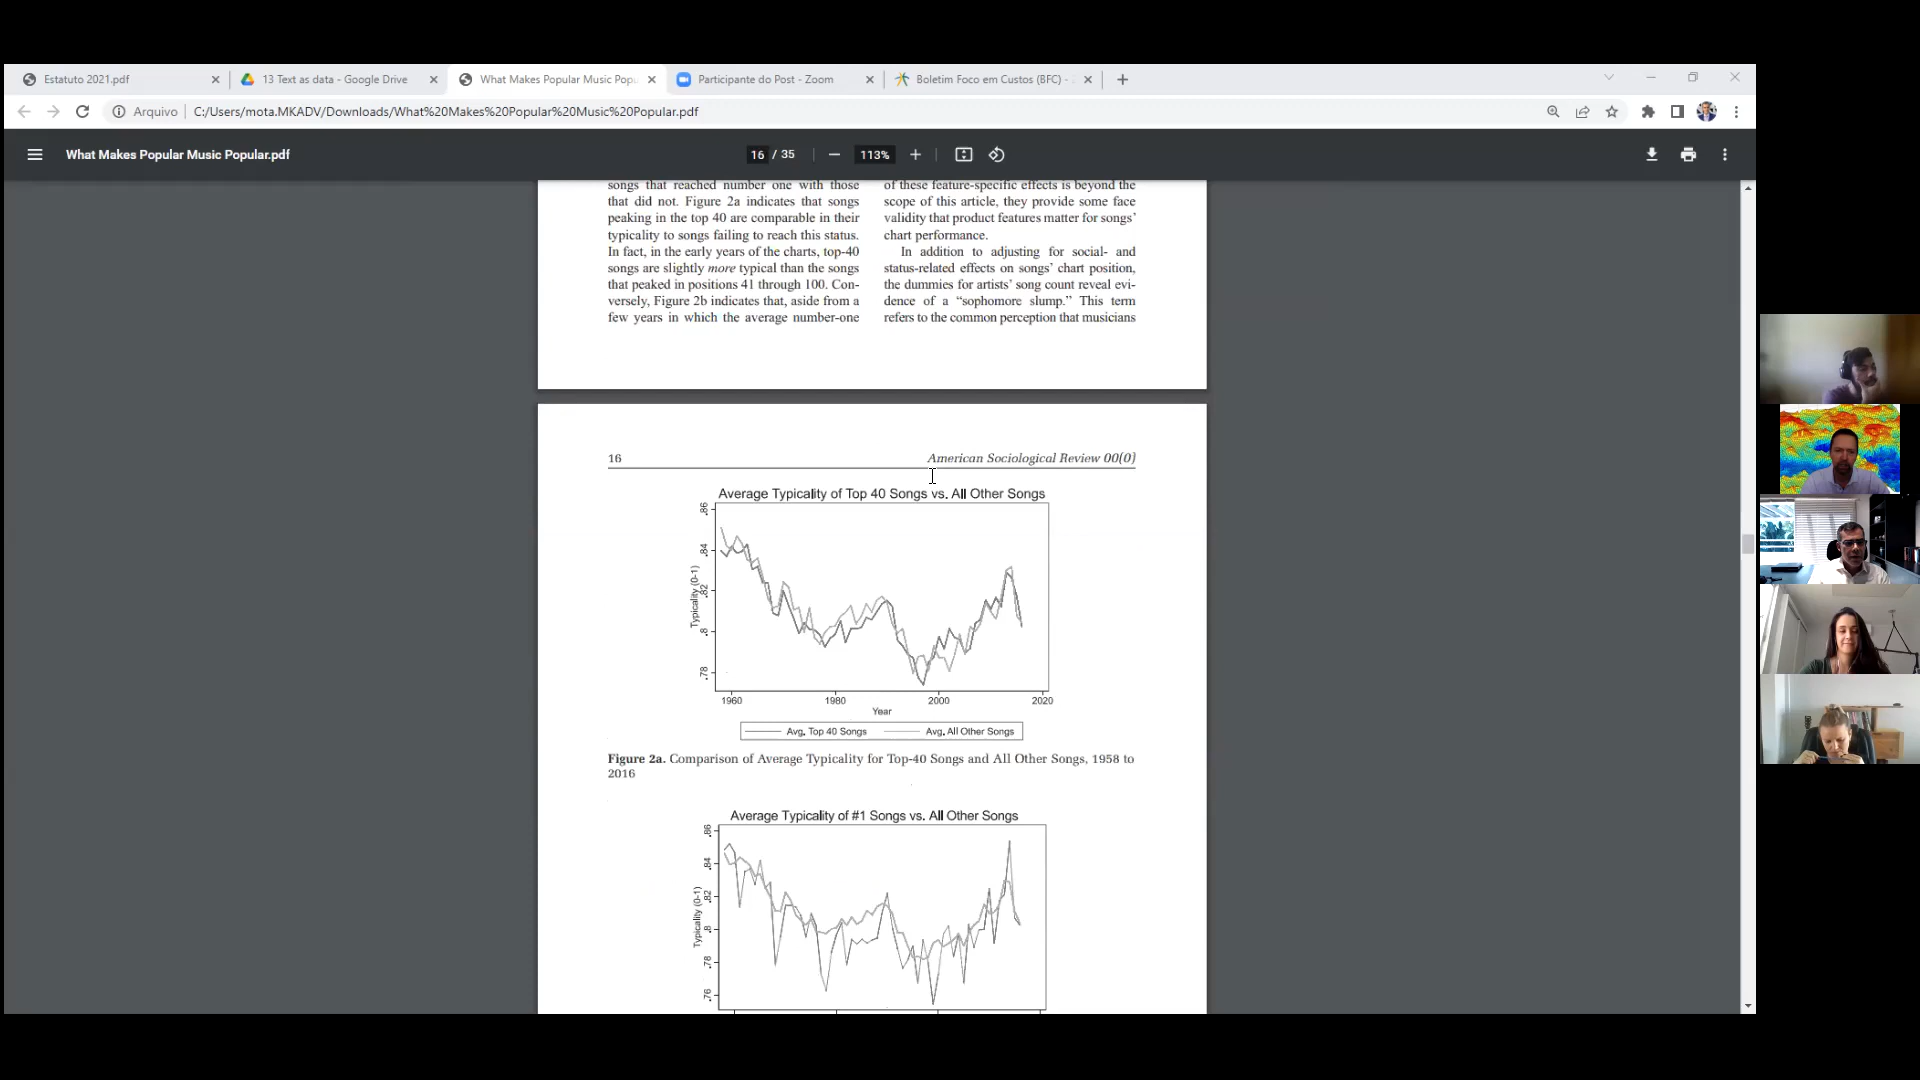 Estatuto 2021.pdf
13 Text as data - Google Drive
What Makes Popular Music Pop
Participante do Post - Zoom
Boletim Foco em Custos (BFC) -
Arquivo
C:/Users/mota.MKADV/Downloads/What%20Makes%20Popular%20Music%20Popular.pdf
What Makes Popular Music Popular.pdf
16 / 35
113%
songs that reached number one with those
that did not. Figure 2a indicates that songs
peaking in the top 40 are comparable in their
typicality to songs failing to reach this status.
In fact, in the early years of the charts, top-40
songs are slightly more typical than the songs
that peaked in positions 41 through 100. Con-
versely, Figure 2b indicates that, aside from a
few years in which the average number-one
of these feature-specific effects is beyond the
scope of this article, they provide some face
validity that product features matter for songs'
chart performance.
In addition to adjusting for social- and
status-related effects on songs' chart position,
the dummies for artists' song count reveal evi-
dence of a “sophomore slump.” This term
refers to the common perception that musicians
16
American Sociological Review 00(0)
Average Typicality of Top 40 Songs vs. All Other Songs
Typicality (0-1)
.86
.84
.82
.8
.78
1960
1980
2000
2020
Year
Avg. Top 40 Songs
Avg. All Other Songs
Figure 2a. Comparison of Average Typicality for Top-40 Songs and All Other Songs, 1958 to
2016
Average Typicality of #1 Songs vs. All Other Songs
Typicality (0-1)
.86
.84
.82
.8
.78
.76